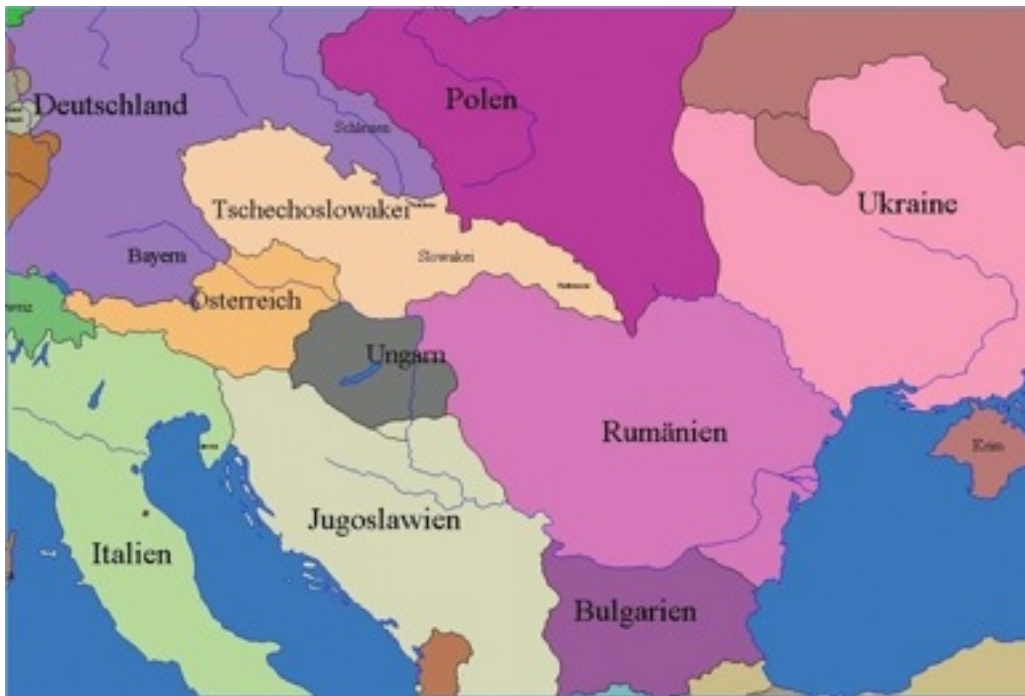 Deutschland
Polen
Schlesien
Ukraine
Tschechoslowakei
Bayern
Slowakei
Österreich
Ungarn
Rumänien
Krim
Jugoslawien
Italien
Bulgarien